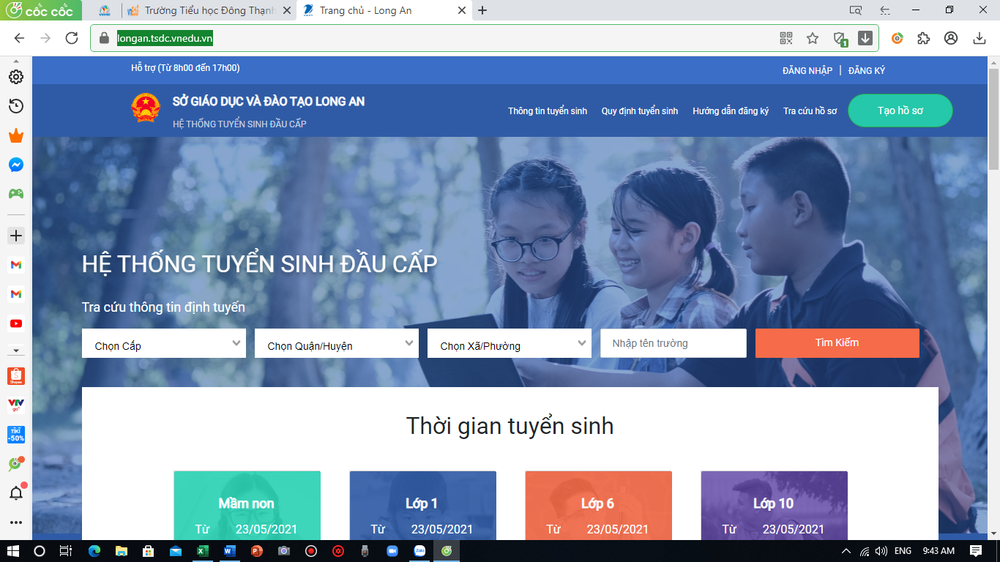 cốc cốc
Trường Tiểu học Đông Thạnh
Trang chủ - Long An
longan.tsdc.vnedu.vn
1
Hỗ trợ (Từ 8h00 đến 17h00)
ĐĂNG NHẬP | ĐĂNG KÝ
SỞ GIÁO DỤC VÀ ĐÀO TẠO LONG AN
HỆ THỐNG TUYỂN SINH ĐẦU CẤP
Thông tin tuyển sinh
Quy định tuyển sinh
Hướng dẫn đăng ký
Tra cứu hồ sơ
Tạo hồ sơ
HỆ THỐNG TUYỂN SINH ĐẦU CẤP
Tra cứu thông tin định tuyến
Chọn Cấp
Chọn Quận/Huyện
Chọn Xã/Phường
Nhập tên trường
Tìm Kiếm
Thời gian tuyển sinh
Mầm non
Từ 23/05/2021
Lớp 1
Từ 23/05/2021
Lớp 6
Từ 23/05/2021
Lớp 10
Từ 23/05/2021
Shopee
VTV
go
TIKI
-50%
Zalo
ENG
9:43 AM